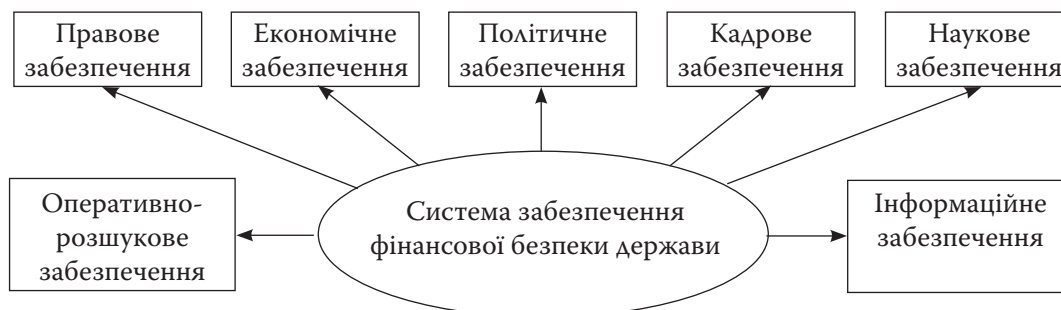 Правове
забезпечення
Економічне
забезпечення
Політичне
забезпечення
Кадрове
забезпечення
Наукове
забезпечення
Оперативно-
розшукове
забезпечення
Система забезпечення
фінансової безпеки держави
Інформаційне
забезпечення